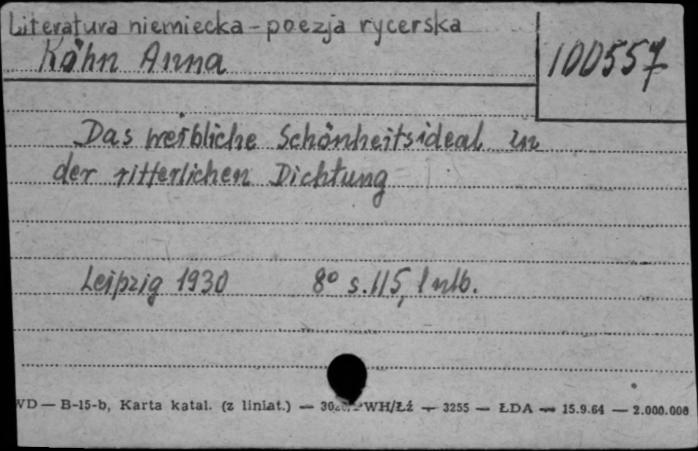 Literatura niemiecka - poezja rycerska
Köhn Anna
100557
Das weibliche Schönheitsideal in
der ritterlichen Dichtung
Leipzig 1930 8° s. 115, 1 nlb.
WD — B-15-b, Karta katal. (z liniat.) — WH/Łź — 3255 — ŁDA — 15.9.64 — 2.000.000